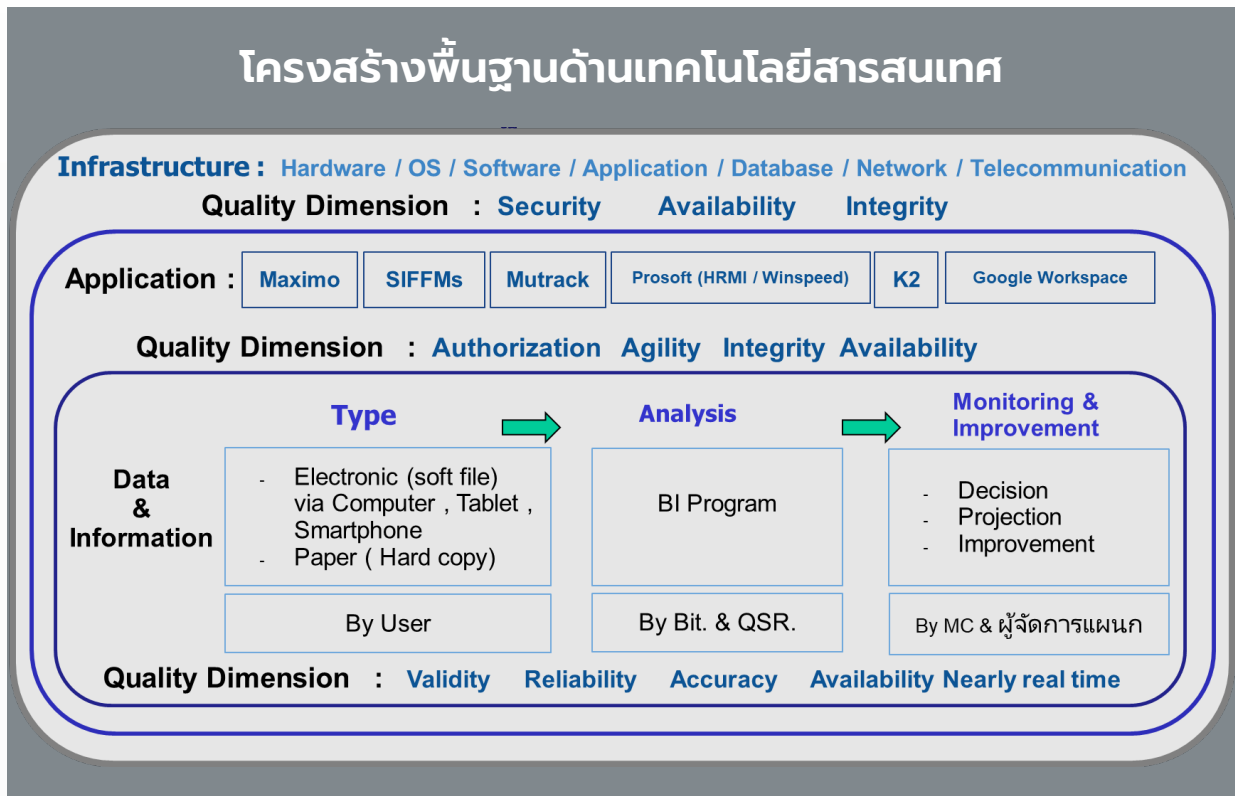 โครงสร้างพื้นฐานด้านเทคโนโลยีสารสนเทศ
Infrastructure : Hardware / OS / Software / Application / Database / Network / Telecommunication
Quality Dimension : Security Availability Integrity
Application : Maximo SIFFMs Mutrack Prosoft (HRMI / Winspeed) K2 Google Workspace
Quality Dimension : Authorization Agility Integrity Availability
Type
Analysis
Monitoring &
Improvement
Data
&
Information
- Electronic (soft file)
via Computer , Tablet ,
Smartphone
- Paper ( Hard copy)
BI Program
- Decision
- Projection
- Improvement
By User
By Bit. & QSR.
By MC & ผู้จัดการแผนก
Quality Dimension : Validity Reliability Accuracy Availability Nearly real time